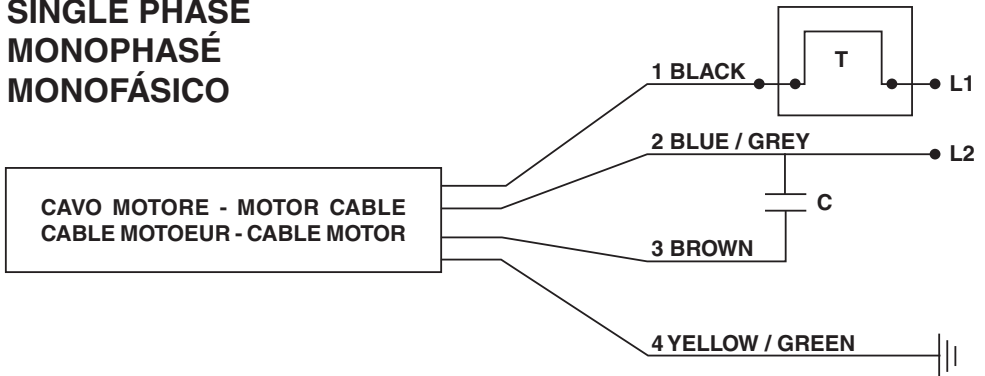 SINGLE PHASE
MONOPHASÉ
MONOFÁSICO
1 BLACK
T
L1
2 BLUE / GREY
L2
C
CAVO MOTORE - MOTOR CABLE
CABLE MOTOEUR - CABLE MOTOR
3 BROWN
4 YELLOW / GREEN